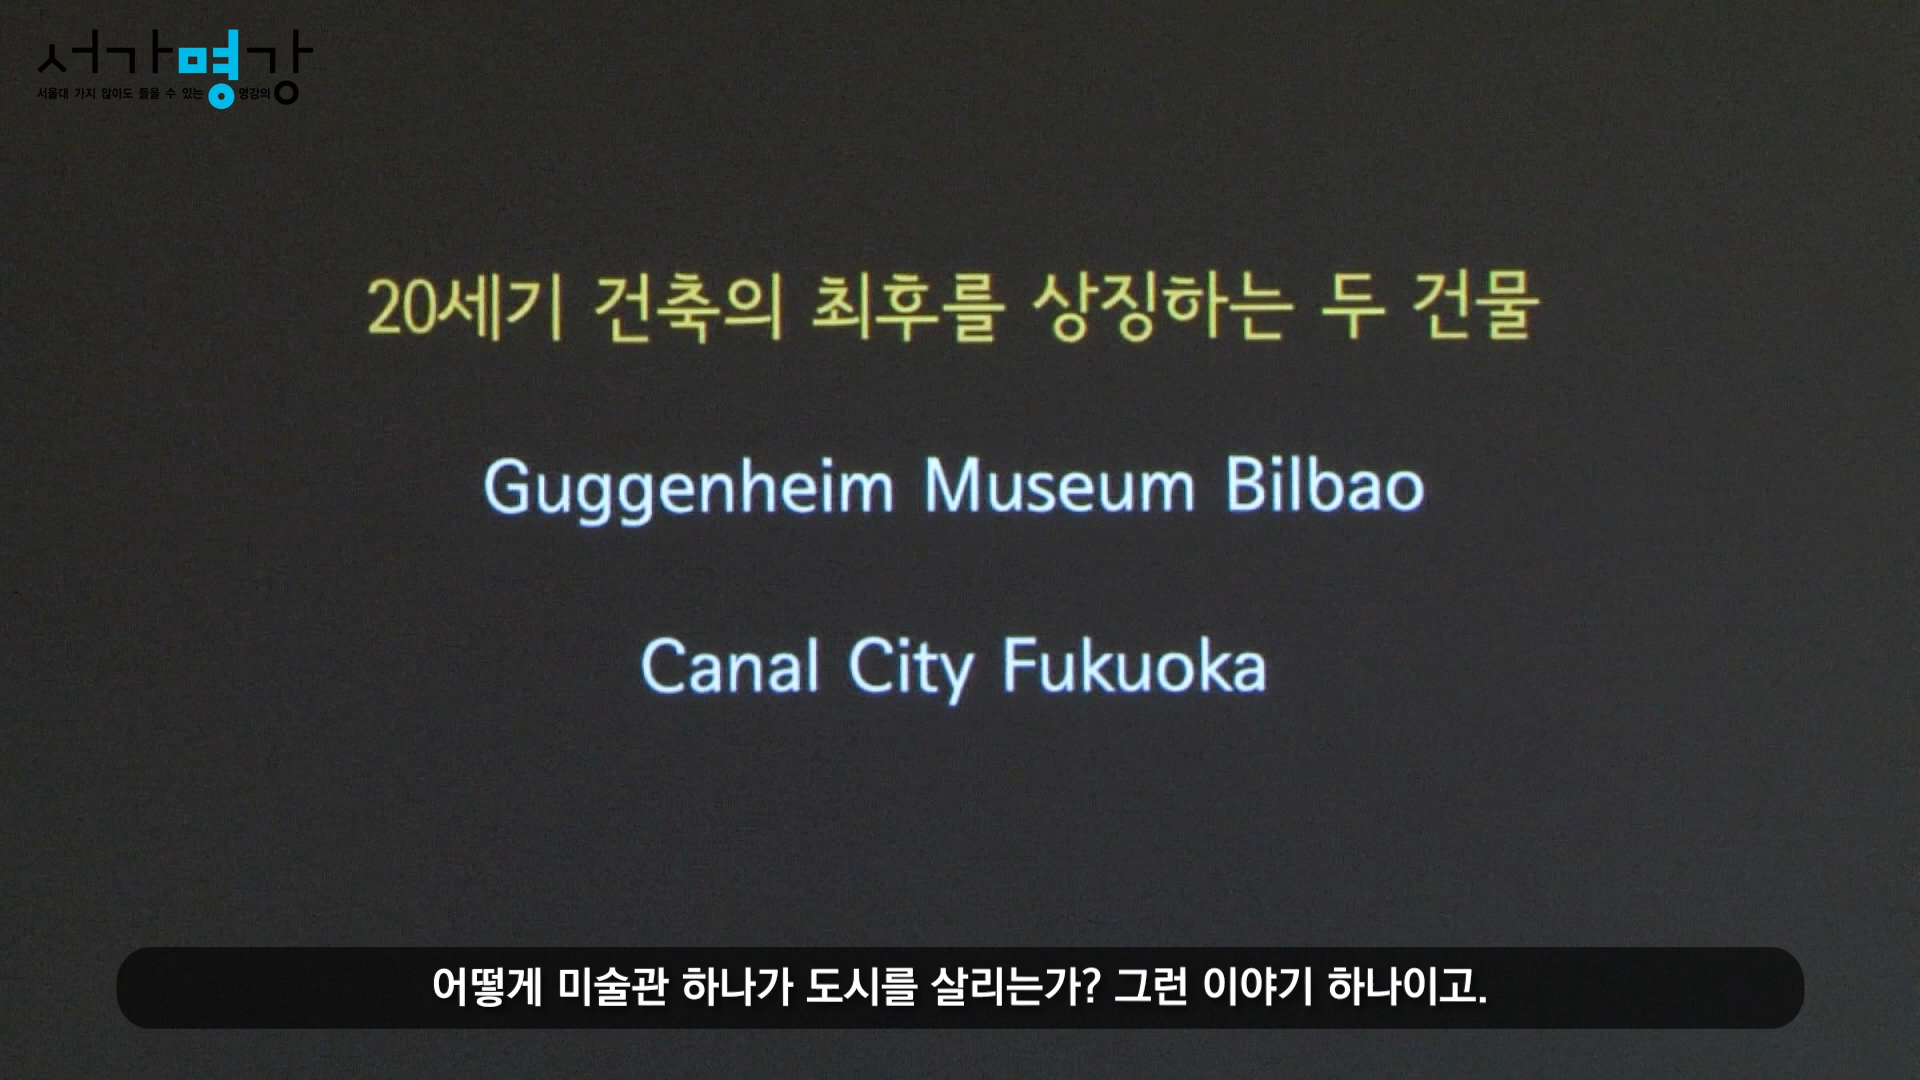 서가명강
서울대 가지 않아도 들을 수 있는 명강의
20세기 건축의 최후를 상징하는 두 건물
Guggenheim Museum Bilbao
Canal City Fukuoka
어떻게 미술관 하나가 도시를 살리는가? 그런 이야기 하나이고.